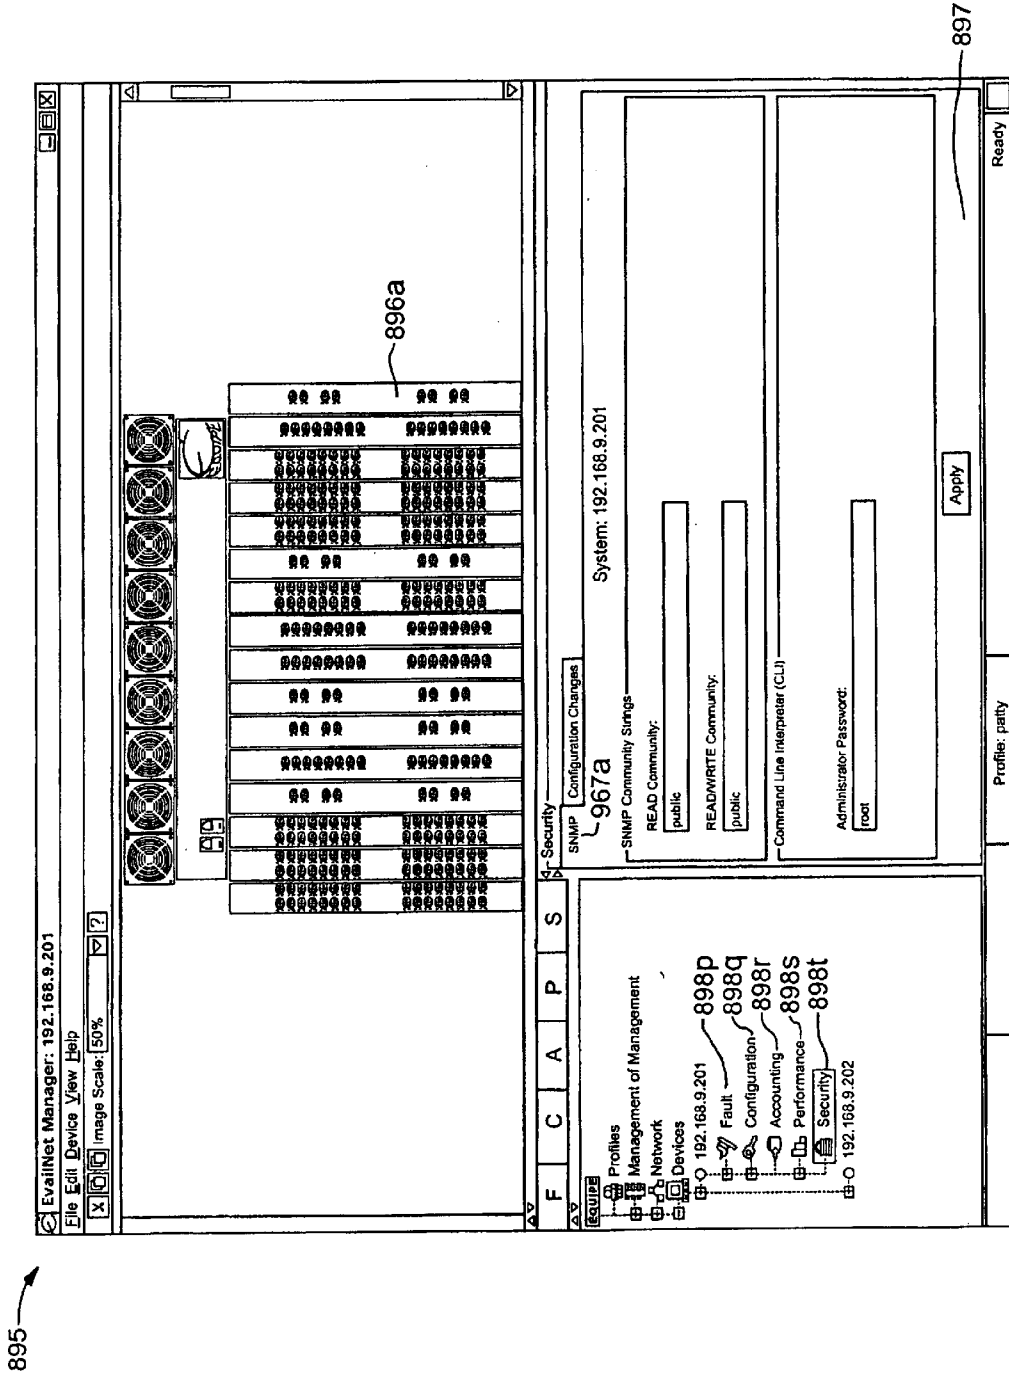 895
EvailNet Manager: 192.168.9.201
File Edit Device View Help
X Image Scale: 50% ?
896a
F C A P S
EQUIPE
Profiles
Management of Management
Network
Devices
192.168.9.201
898p
Fault
898q
Configuration
898r
Accounting
898s
Performance
898t
Security
192.168.9.202
Security
SNMP Configuration Changes
967a
System: 192.168.9.201
SNMP Community Strings
READ Community:
public
READ/WRITE Community:
public
Command Line Interpreter (CLI)
Administrator Password:
root
Apply
897
Profile: patty
Ready